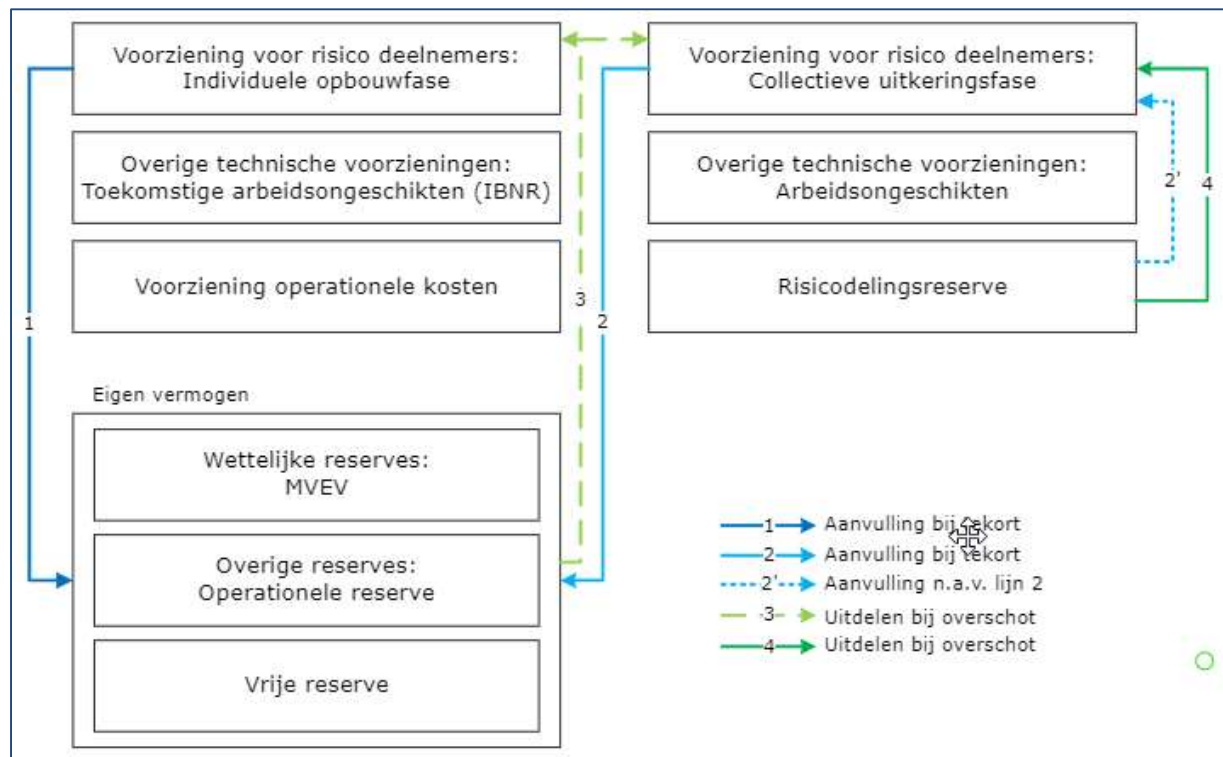 Voorziening voor risico deelnemers:
Individuele opbouwfase
Voorziening voor risico deelnemers:
Collectieve uitkeringsfase
Overige technische voorzieningen:
Toekomstige arbeidsongeschikten (IBNR)
Overige technische voorzieningen:
Arbeidsongeschikten
2'
4
Voorziening operationele kosten
Risicodelingsreserve
1
3
2
Eigen vermogen
Wettelijke reserves:
MVEV
Overige reserves:
Operationele reserve
Vrije reserve
1 Aanvulling bij tekort
2 Aanvulling bij tekort
2' Aanvulling n.a.v. lijn 2
3 Uitdelen bij overschot
4 Uitdelen bij overschot